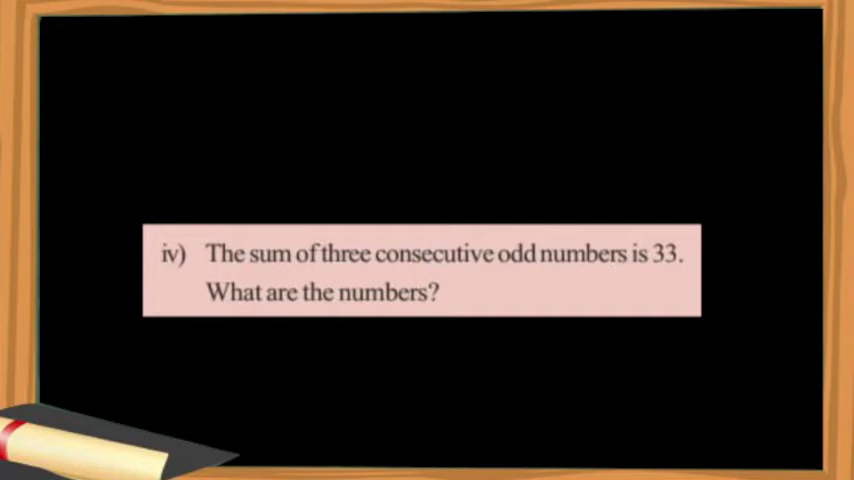 iv) The sum of three consecutive odd numbers is 33.
What are the numbers?